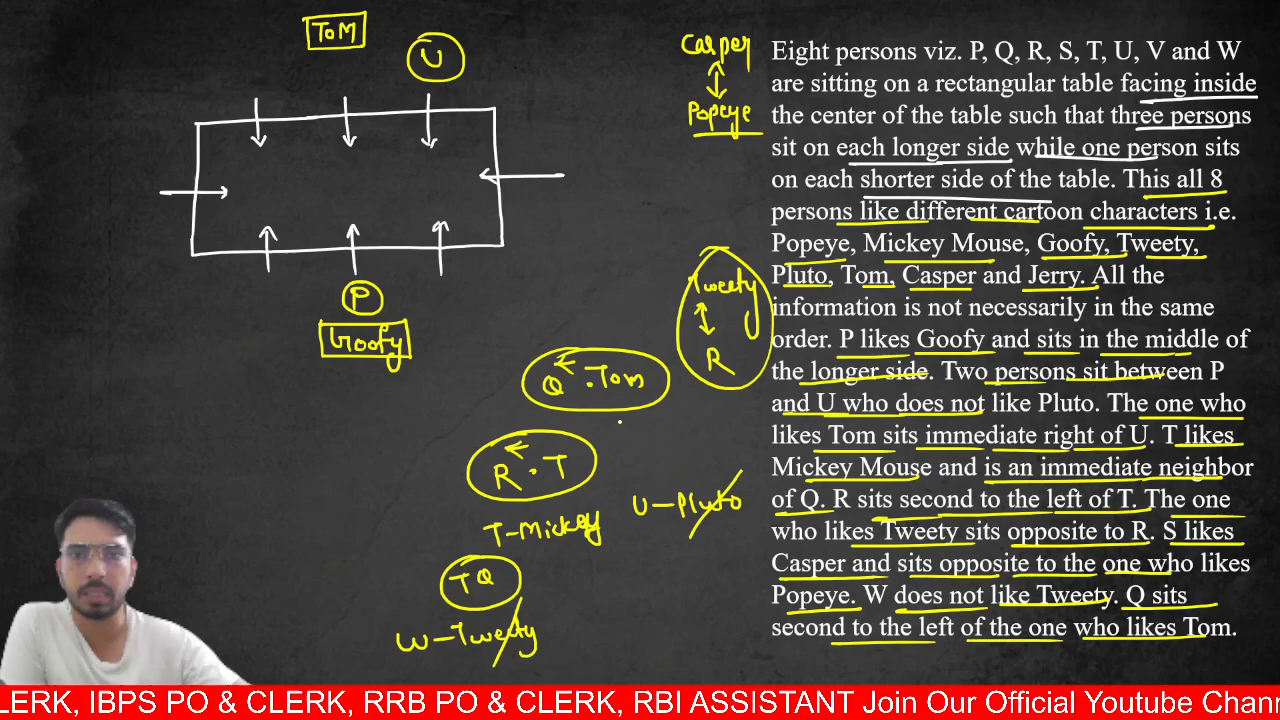 TOM
U
P
Goofy
Casper
Popeye
Tweety
R
Q . Tom
R . T
T-Mickey
U-Pluto
TQ
W-Tweety
Eight persons viz. P, Q, R, S, T, U, V and W
are sitting on a rectangular table facing inside
the center of the table such that three persons
sit on each longer side while one person sits
on each shorter side of the table. This all 8
persons like different cartoon characters i.e.
Popeye, Mickey Mouse, Goofy, Tweety,
Pluto, Tom, Casper and Jerry. All the
information is not necessarily in the same
order. P likes Goofy and sits in the middle of
the longer side. Two persons sit between P
and U who does not like Pluto. The one who
likes Tom sits immediate right of U. T likes
Mickey Mouse and is an immediate neighbor
of Q. R sits second to the left of T. The one
who likes Tweety sits opposite to R. S likes
Casper and sits opposite to the one who likes
Popeye. W does not like Tweety. Q sits
second to the left of the one who likes Tom.
LERK, IBPS PO & CLERK, RRB PO & CLERK, RBI ASSISTANT Join Our Official Youtube Chan